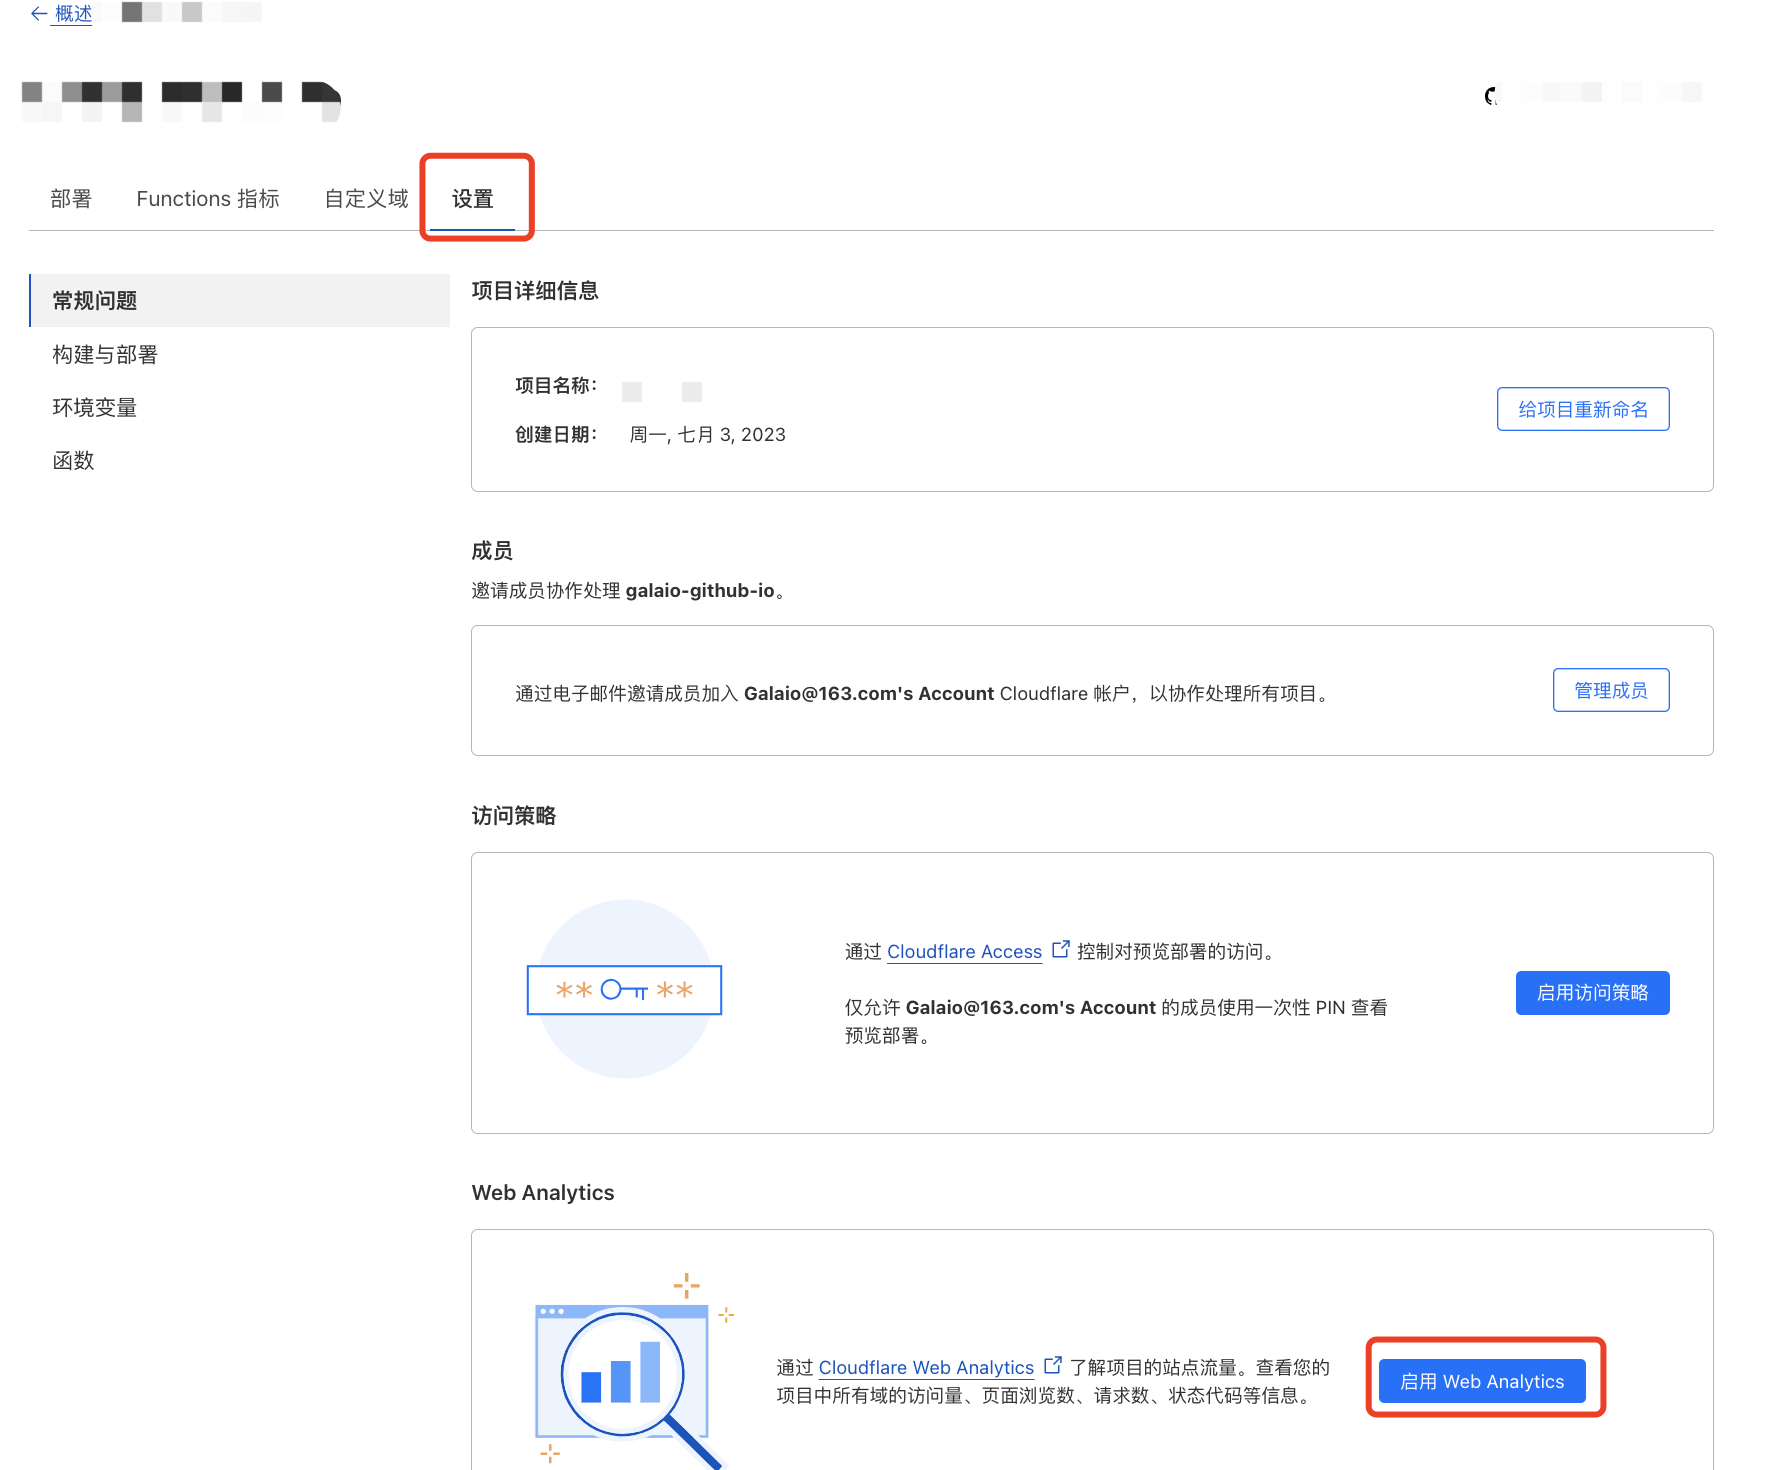 ← 概述
部署
Functions 指标
自定义域
设置
常规问题
构建与部署
环境变量
函数
项目详细信息
项目名称:
给项目重新命名
创建日期: 周一, 七月 3, 2023
成员
邀请成员协作处理 galaio-github-io。
通过电子邮件邀请成员加入 Galaio@163.com's Account Cloudflare 帐户，以协作处理所有项目。
管理成员
访问策略
** **
通过 Cloudflare Access 控制对预览部署的访问。
仅允许 Galaio@163.com's Account 的成员使用一次性 PIN 查看
预览部署。
启用访问策略
Web Analytics
通过 Cloudflare Web Analytics 了解项目的站点流量。查看您的
项目中所有域的访问量、页面浏览数、请求数、状态代码等信息。
启用 Web Analytics